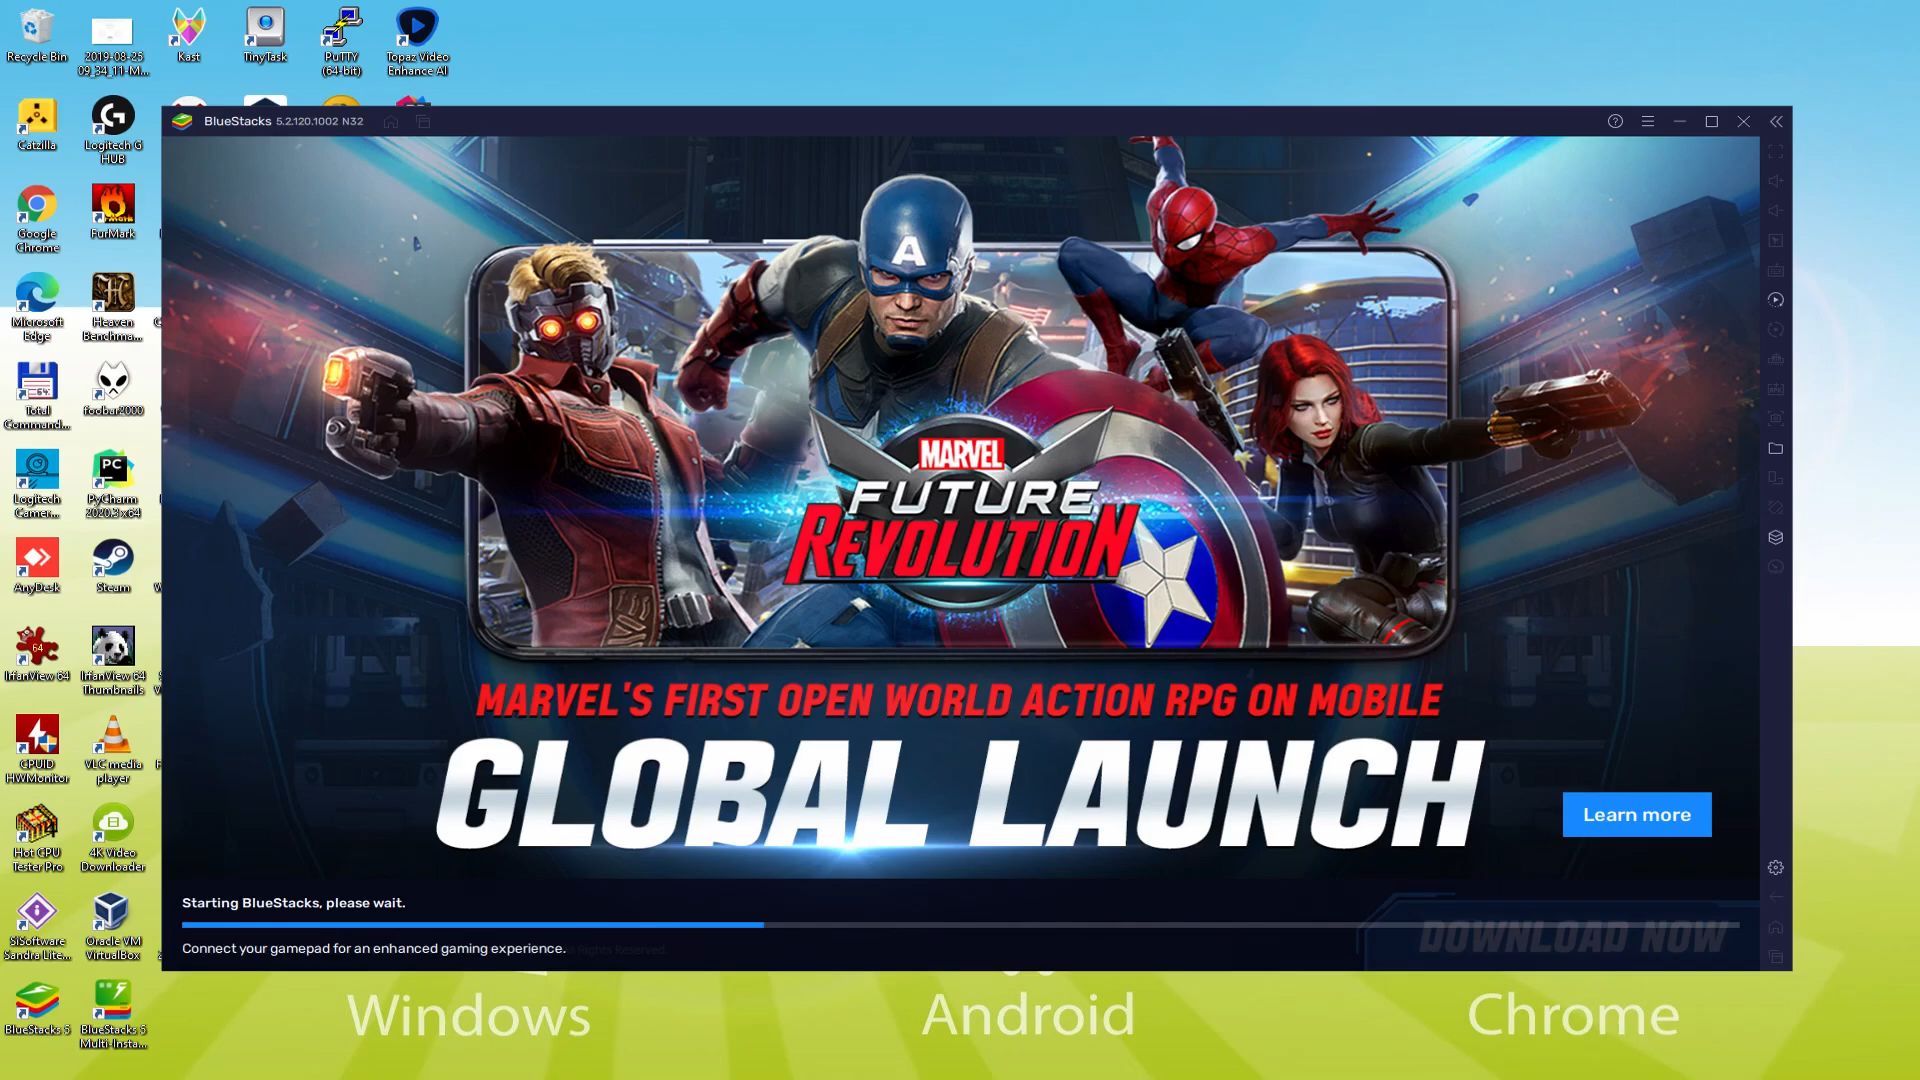 Recycle Bin
2019-08-25
09_34_11-M...
Kast
TinyTask
PuTTY
(64-bit)
Topaz Video
Enhance AI
Catzilla
Logitech G
HUB
Google
Chrome
FurMark
Microsoft
Edge
Heaven
Benchma...
Total
Command...
foobar2000
Logitech
Camer...
PyCharm
2020.3 x64
AnyDesk
Steam
IrfanView 64
IrfanView 64
Thumbnails
CPUID
HWMonitor
VLC media
player
Hot CPU
Tester Pro
4K Video
Downloader
SiSoftware
Sandra Lite...
Oracle VM
VirtualBox
BlueStacks 5
BlueStacks 5
Multi-Insta...
BlueStacks 5.2.120.1002 N32
A
MARVEL
FUTURE
REVOLUTION
MARVEL'S FIRST OPEN WORLD ACTION RPG ON MOBILE
GLOBAL LAUNCH
Learn more
Starting BlueStacks, please wait.
DOWNLOAD NOW
Connect your gamepad for an enhanced gaming experience.
Rights Reserved.
Windows
Android
Chrome